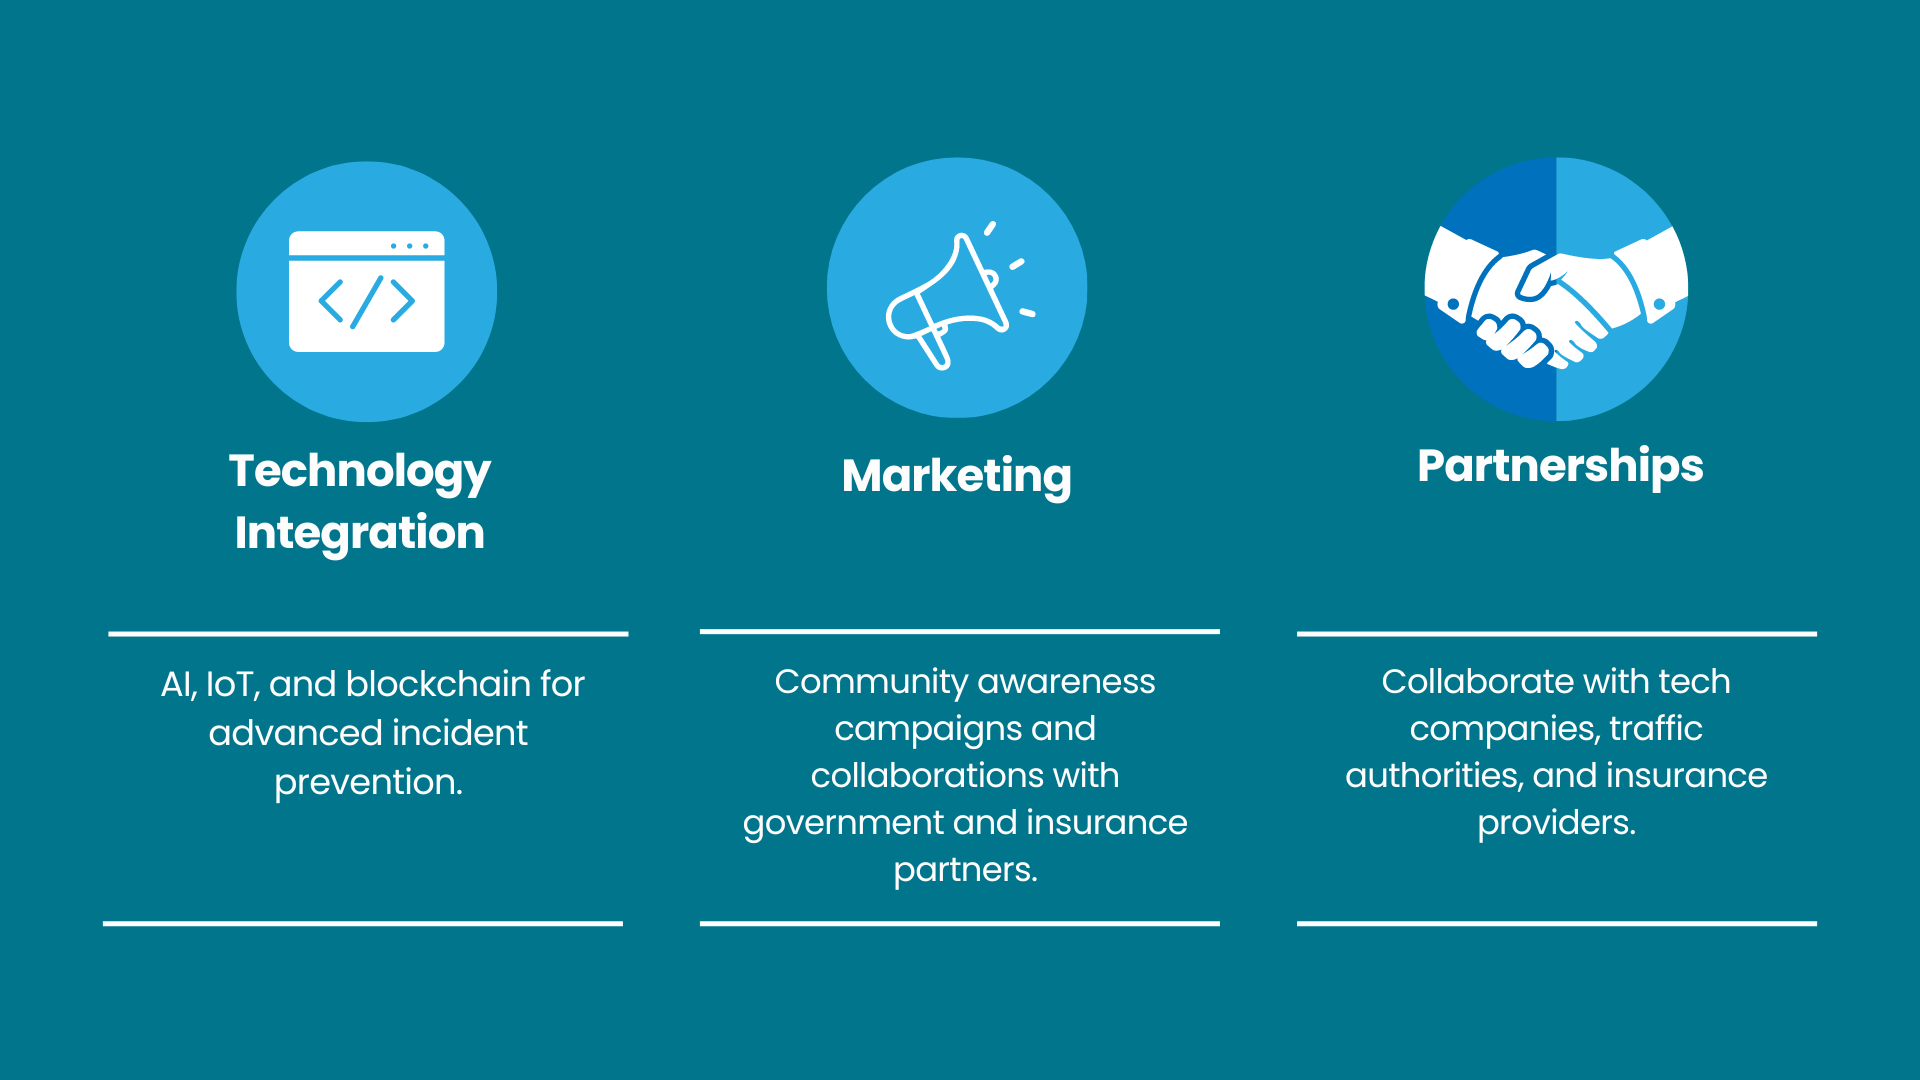 Technology
Integration
AI, IoT, and blockchain for
advanced incident
prevention.
Marketing
Community awareness
campaigns and
collaborations with
government and insurance
partners.
Partnerships
Collaborate with tech
companies, traffic
authorities, and insurance
providers.